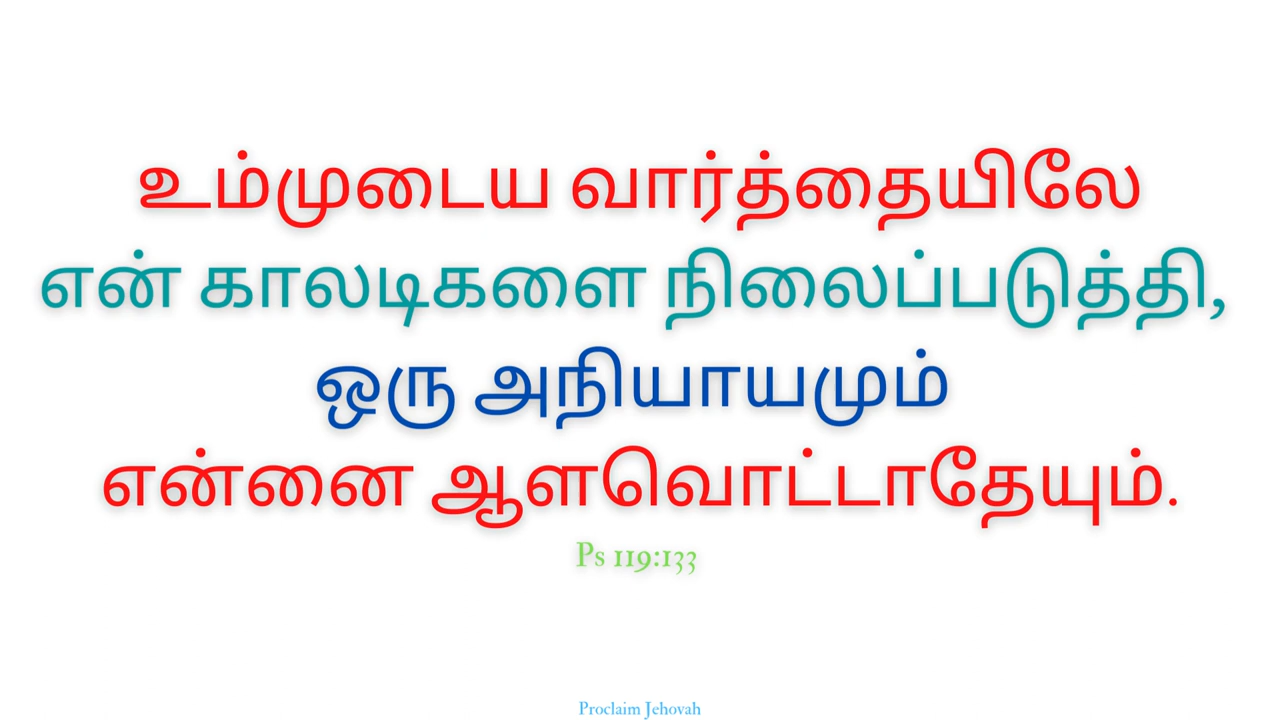 உம்முடைய வார்த்தையிலே
என் காலடிகளை நிலைப்படுத்தி,
ஒரு அநியாயமும்
என்னை ஆளவொட்டாதேயும்.
Ps 119:133
Proclaim Jehovah